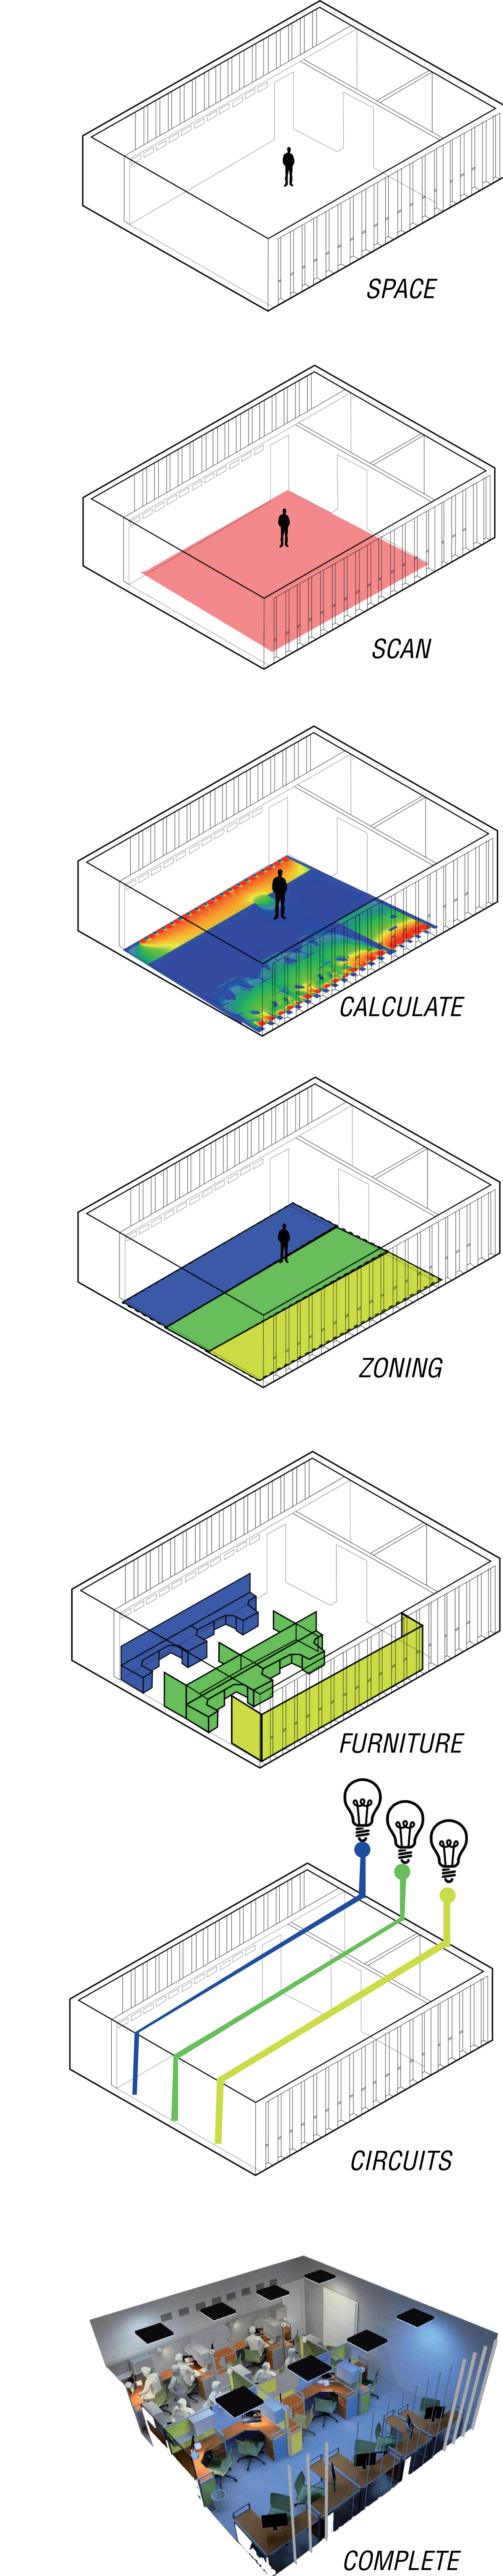 SPACE
SCAN
CALCULATE
ZONING
FURNITURE
CIRCUITS
COMPLETE